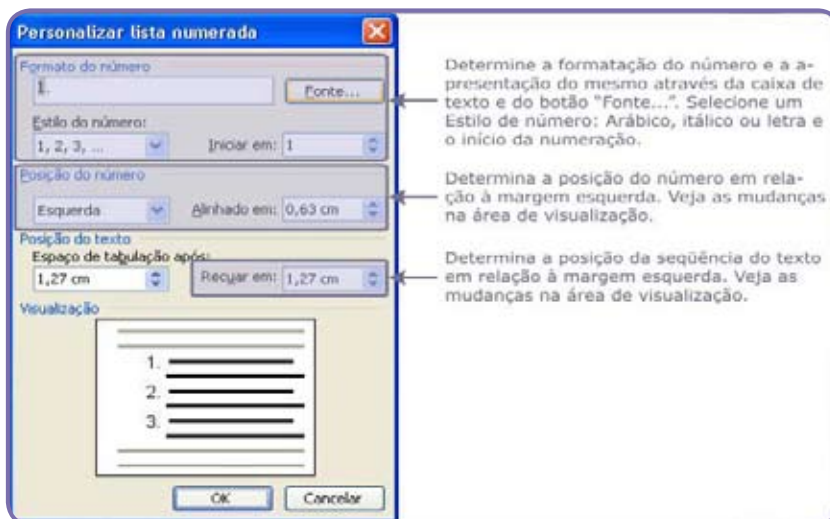 Personalizar lista numerada
Formato do número
1.
Fonte...
Estilo do número:
1, 2, 3, ...
Iniciar em: 1
Posição do número
Esquerda
Alinhado em: 0,63 cm
Posição do texto
Espaço de tabulação após:
1,27 cm
Recuar em: 1,27 cm
Visualização
1.
2.
3.
OK
Cancelar
Determine a formatação do número e a a-
presentação do mesmo através da caixa de
texto e do botão "Fonte...". Selecione um
Estilo de número: Arábico, itálico ou letra e
o início da numeração.
Determina a posição do número em rela-
ção à margem esquerda. Veja as mudanças
na área de visualização.
Determina a posição da seqüência do texto
em relação à margem esquerda. Veja as
mudanças na área de visualização.